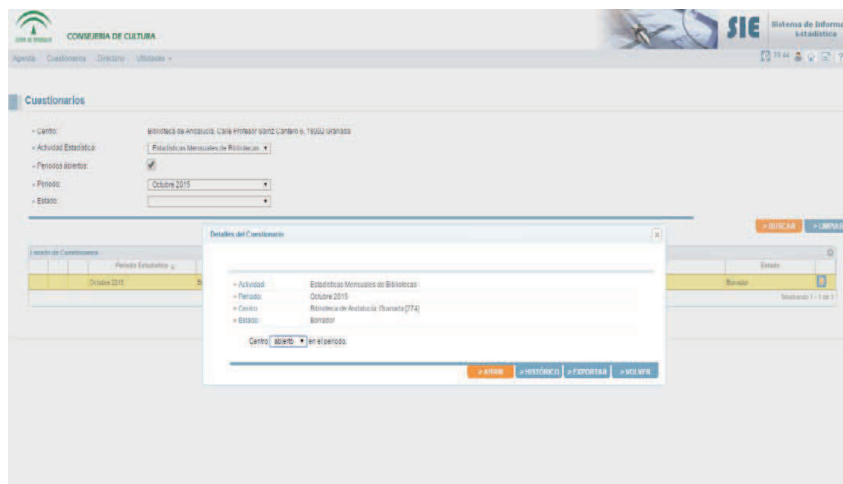 CONSEJERIA DE CULTURA
SIE
Sistema de Informa
Estadística
Agenda Cuestionarios Directorio Utilidades
Cuestionarios
Centro: Biblioteca de Andalucía, Calle Profesor Sainz Cantero 6, 18002 Granada
Actividad Estadística: Estadísticas Mensuales de Bibliotecas
Periodos abiertos:
Periodo: Octubre 2015
Estado:
» BUSCAR » LIMPIAR
Listado de Cuestionarios
Periodo Estadístico Estado
Octubre 2015 B Borrador
Mostrando 1 - 1 de 1
Detalles del Cuestionario
Actividad: Estadísticas Mensuales de Bibliotecas
Periodo: Octubre 2015
Centro: Biblioteca de Andalucía. Granada [774]
Estado: Borrador
Centro abierto en el periodo.
» ABRIR » HISTÓRICO » EXPORTAR » VOLVER